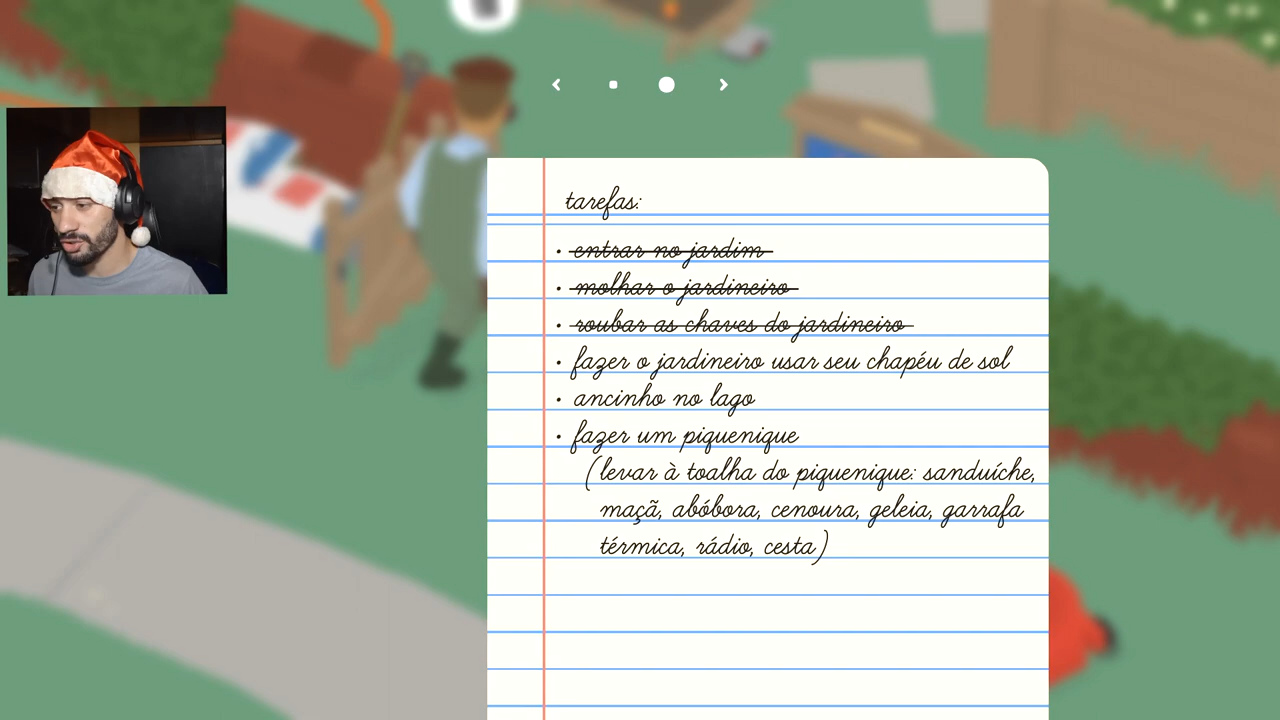 tarefas:
• entrar no jardim
• molhar o jardineiro
• roubar as chaves do jardineiro
• fazer o jardineiro usar seu chapéu de sol
• ancinho no lago
• fazer um piquenique
(levar à toalha do piquenique: sanduíche,
maçã, abóbora, cenoura, geleia, garrafa
térmica, rádio, cesta)